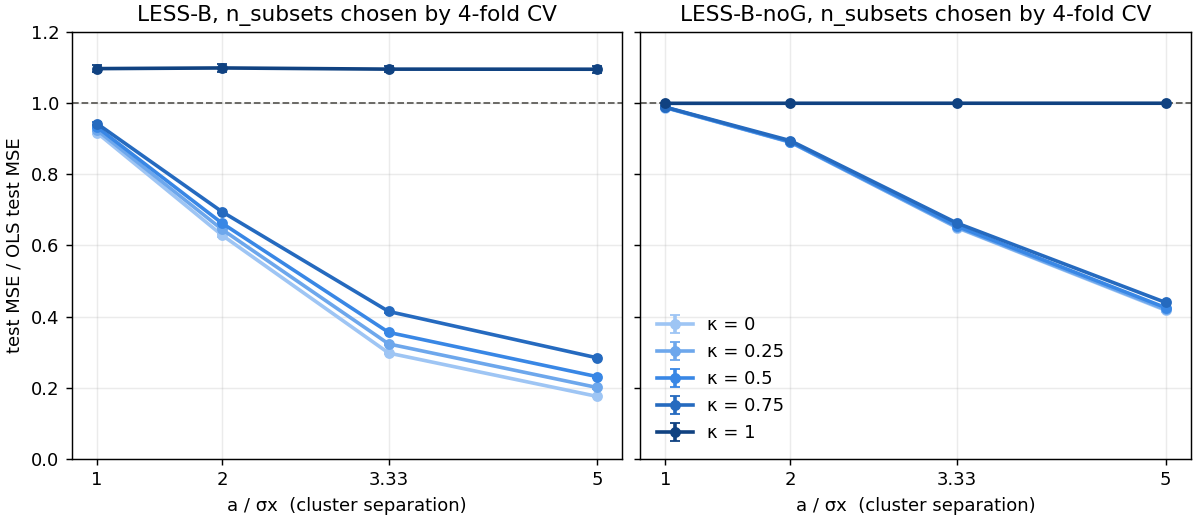 LESS-B, n_subsets chosen by 4-fold CV
test MSE / OLS test MSE
1.2
1.0
0.8
0.6
0.4
0.2
0.0
1 2 3.33 5
a / σx (cluster separation)
LESS-B-noG, n_subsets chosen by 4-fold CV
κ = 0
κ = 0.25
κ = 0.5
κ = 0.75
κ = 1
1 2 3.33 5
a / σx (cluster separation)